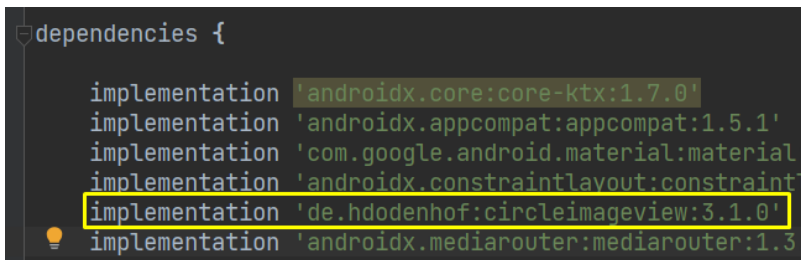 dependencies {
implementation 'androidx.core:core-ktx:1.7.0'
implementation 'androidx.appcompat:appcompat:1.5.1'
implementation 'com.google.android.material:material
implementation 'androidx.constraintlayout:constraint
implementation 'de.hdodenhof:circleimageview:3.1.0'
implementation 'androidx.mediarouter:mediarouter:1.3